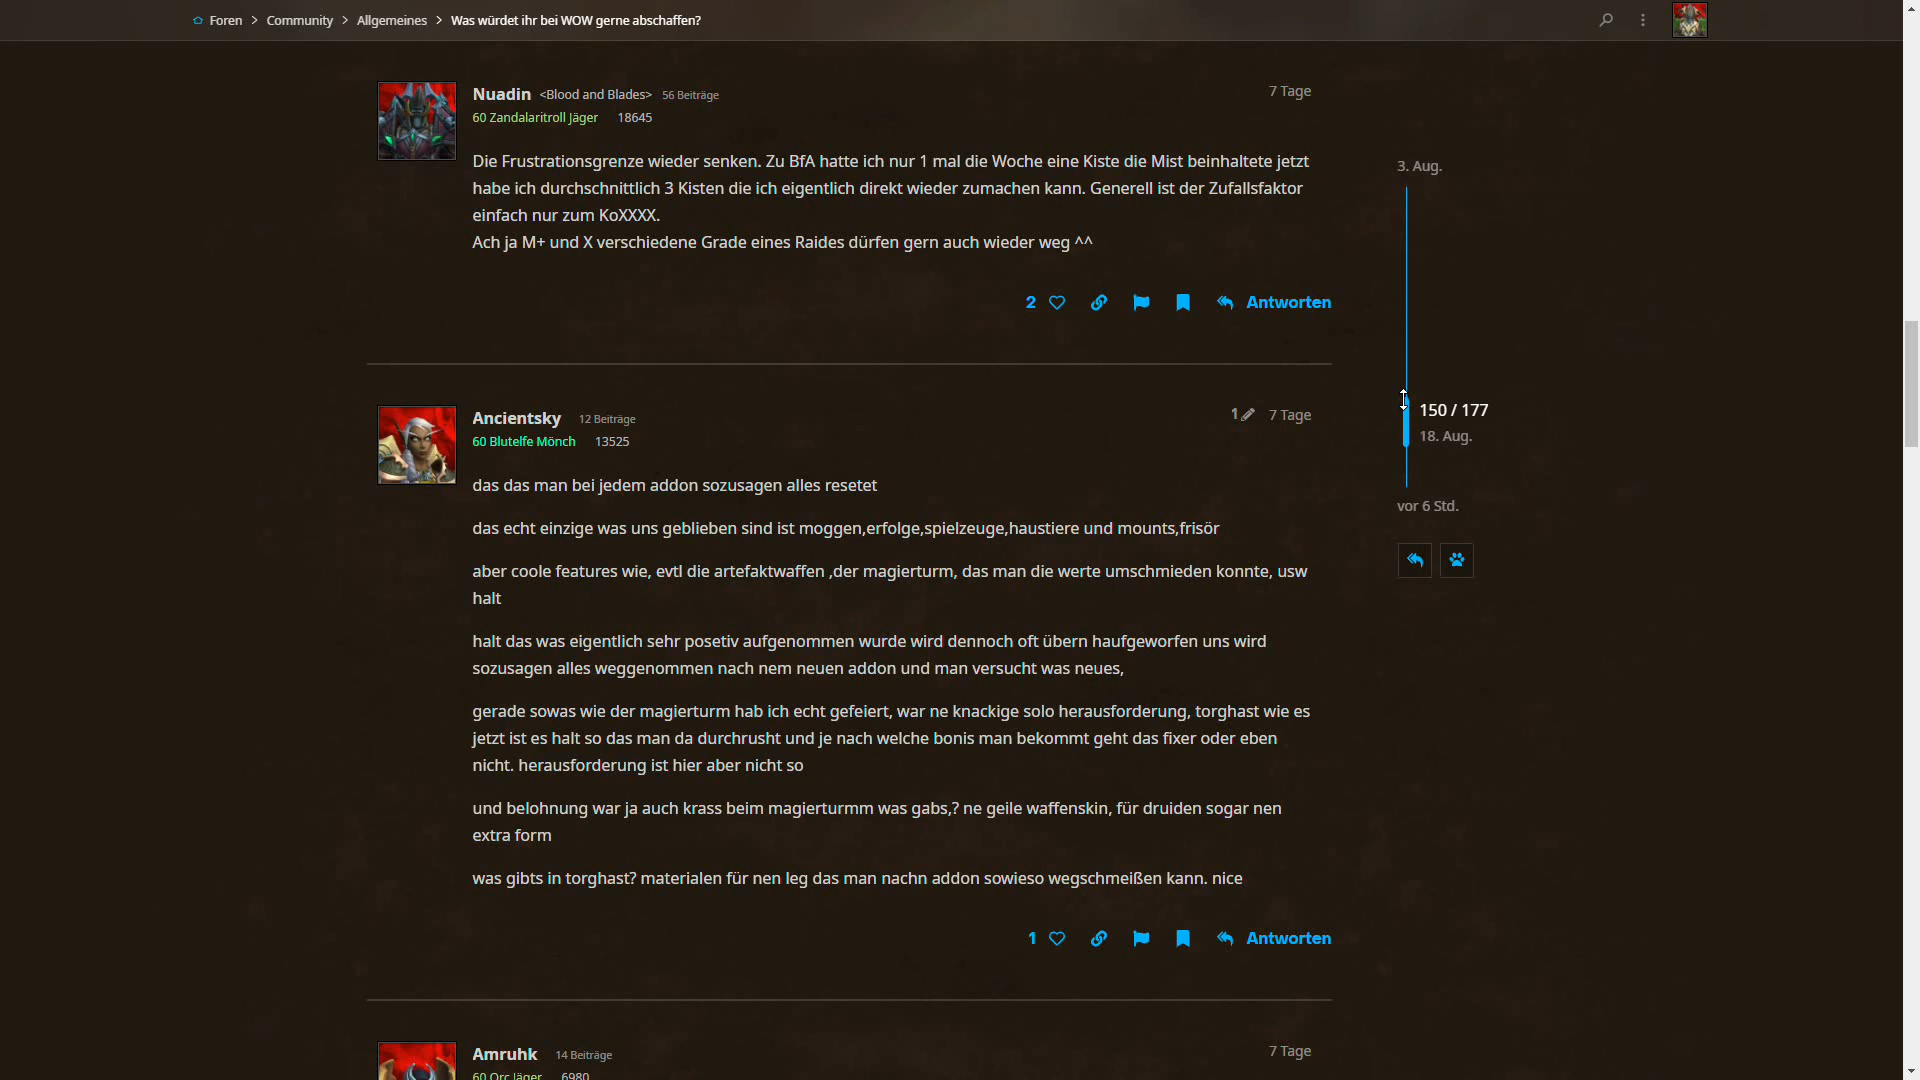 Foren > Community > Allgemeines > Was würdet ihr bei WOW gerne abschaffen?
Nuadin <Blood and Blades> 56 Beiträge 7 Tage
60 Zandalaritroll Jäger 18645
Die Frustrationsgrenze wieder senken. Zu BfA hatte ich nur 1 mal die Woche eine Kiste die Mist beinhaltete jetzt
habe ich durchschnittlich 3 Kisten die ich eigentlich direkt wieder zumachen kann. Generell ist der Zufallsfaktor
einfach nur zum KoXXXX.
Ach ja M+ und X verschiedene Grade eines Raides dürfen gern auch wieder weg ^^
2 Antworten
3. Aug.
150 / 177
18. Aug.
vor 6 Std.
Ancientsky 12 Beiträge 1 7 Tage
60 Blutelfe Mönch 13525
das das man bei jedem addon sozusagen alles resetet
das echt einzige was uns geblieben sind ist moggen,erfolge,spielzeuge,haustiere und mounts,frisör
aber coole features wie, evtl die artefaktwaffen ,der magierturm, das man die werte umschmieden konnte, usw
halt
halt das was eigentlich sehr posetiv aufgenommen wurde wird dennoch oft übern haufgeworfen uns wird
sozusagen alles weggenommen nach nem neuen addon und man versucht was neues,
gerade sowas wie der magierturm hab ich echt gefeiert, war ne knackige solo herausforderung, torghast wie es
jetzt ist es halt so das man da durchrusht und je nach welche bonis man bekommt geht das fixer oder eben
nicht. herausforderung ist hier aber nicht so
und belohnung war ja auch krass beim magierturmm was gabs,? ne geile waffenskin, für druiden sogar nen
extra form
was gibts in torghast? materialen für nen leg das man nachn addon sowieso wegschmeißen kann. nice
1 Antworten
Amruhk 14 Beiträge 7 Tage
60 Orc Jäger 6980